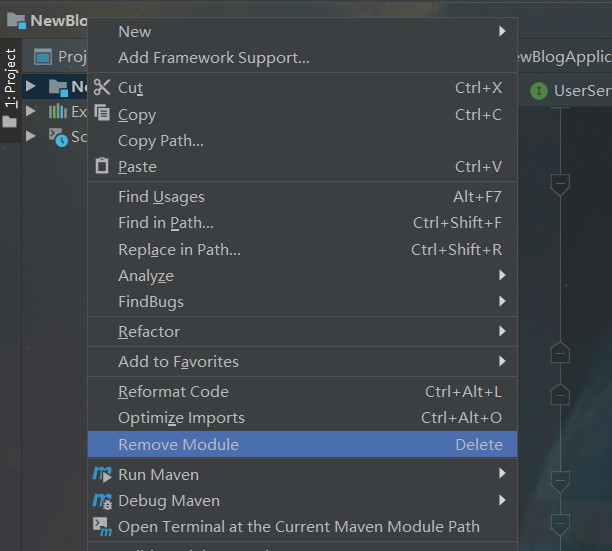 NewBlo
1: Project
Proj
ewBlogApplic
No
UserSer
Ex
Sc
New
Add Framework Support...
Cut Ctrl+X
Copy Ctrl+C
Copy Path...
Paste Ctrl+V
Find Usages Alt+F7
Find in Path... Ctrl+Shift+F
Replace in Path... Ctrl+Shift+R
Analyze
FindBugs
Refactor
Add to Favorites
Reformat Code Ctrl+Alt+L
Optimize Imports Ctrl+Alt+O
Remove Module Delete
Run Maven
Debug Maven
Open Terminal at the Current Maven Module Path